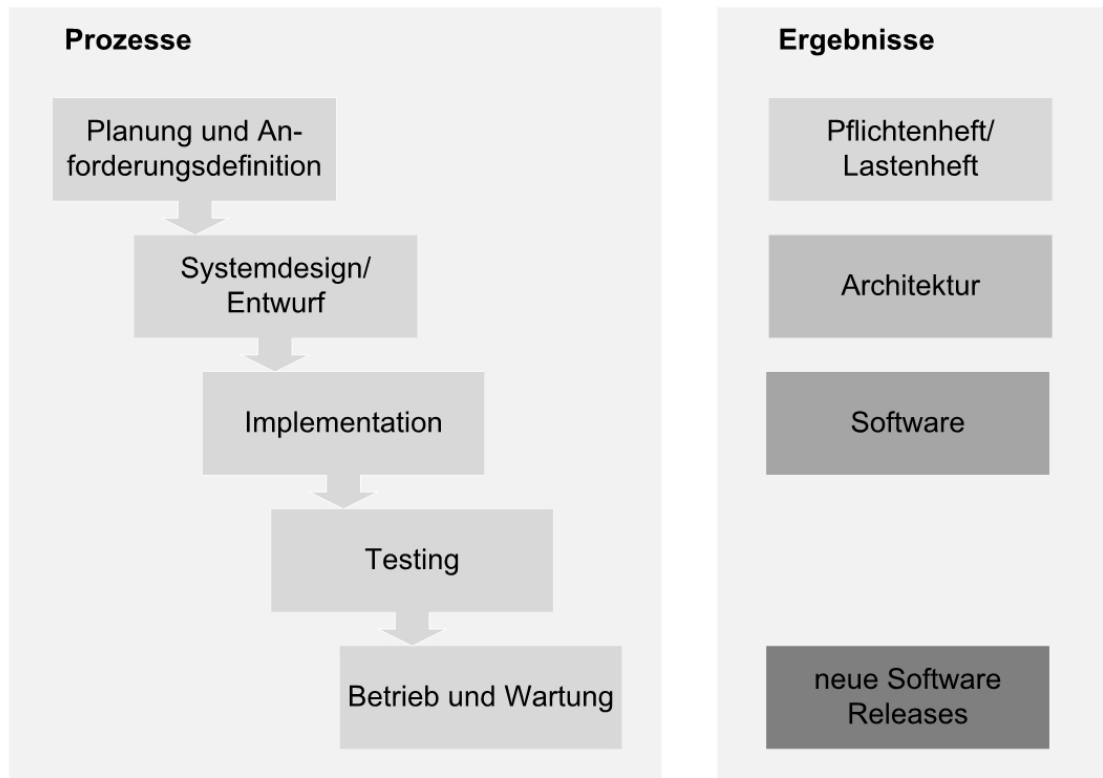 Prozesse
Planung und An-
forderungsdefinition
Systemdesign/
Entwurf
Implementation
Testing
Betrieb und Wartung
Ergebnisse
Pflichtenheft/
Lastenheft
Architektur
Software
neue Software
Releases